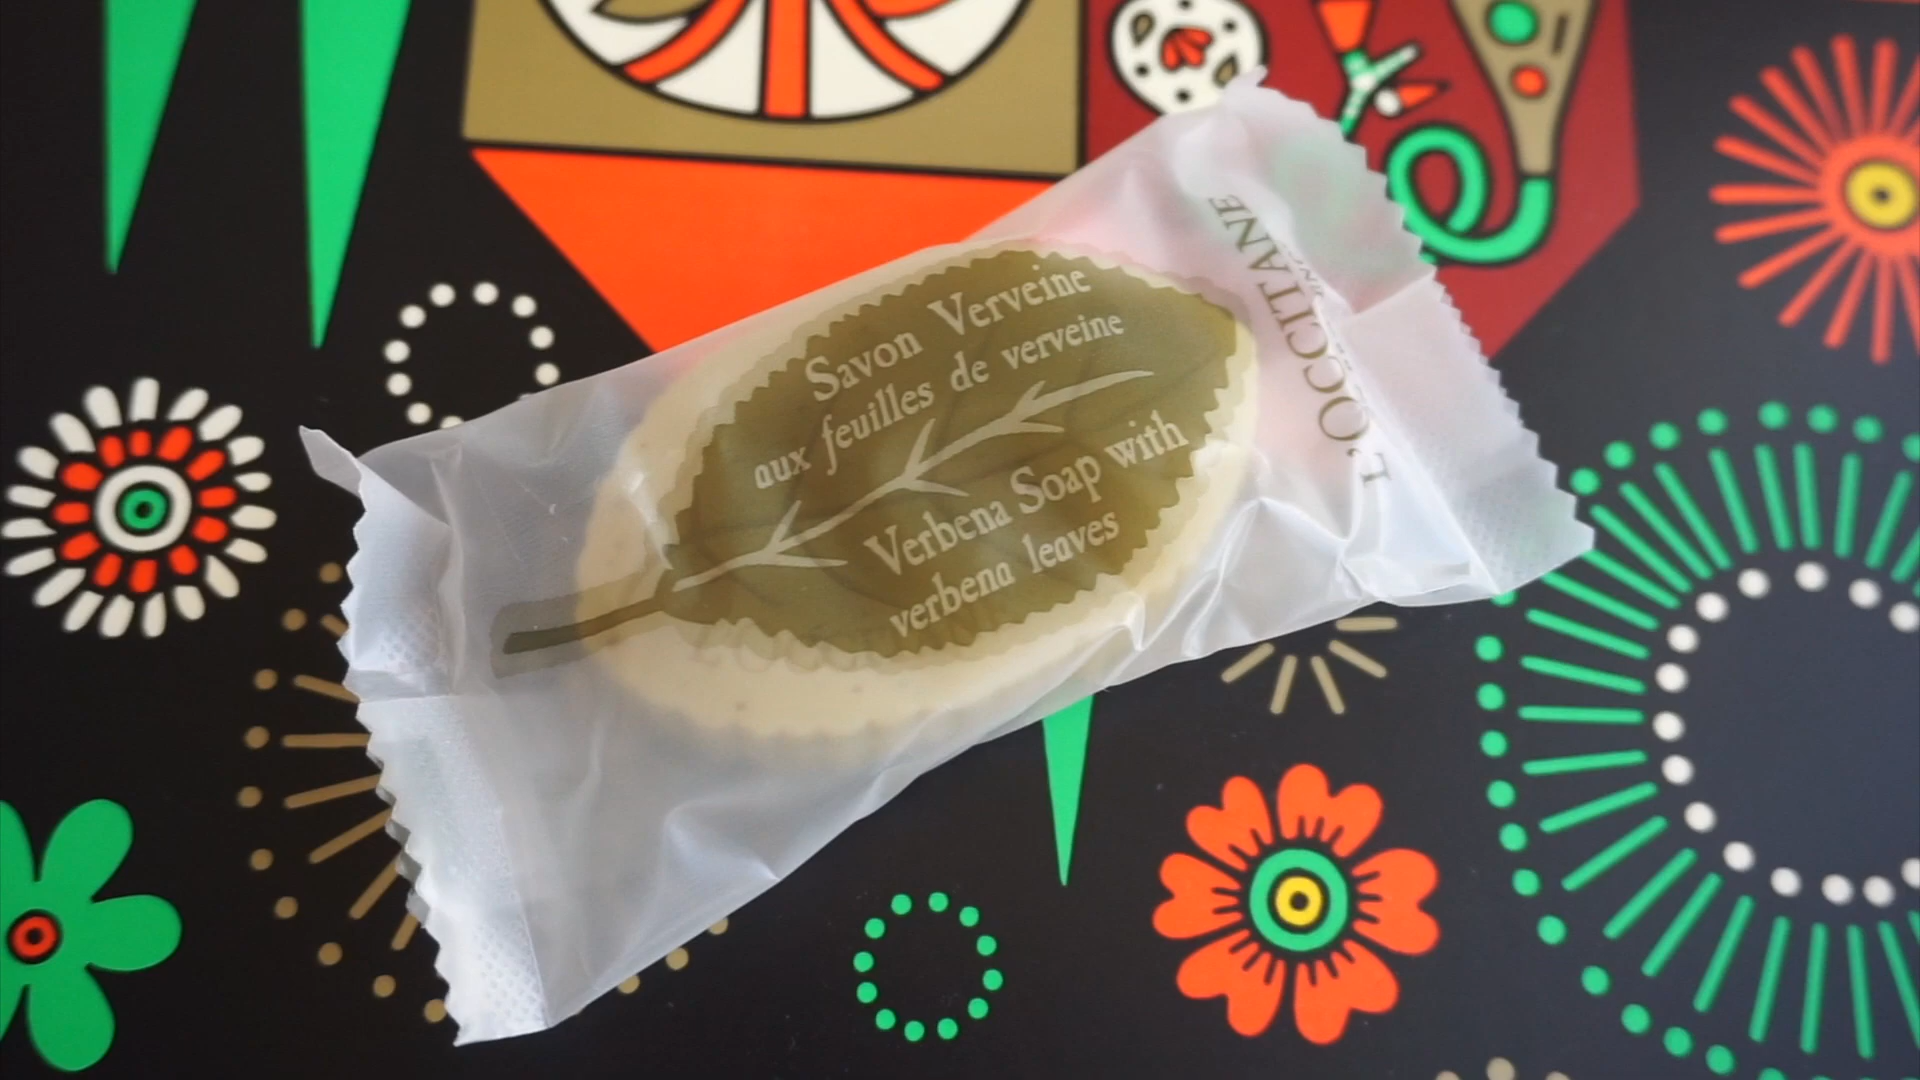 Savon Verveine
aux feuilles de verveine
Verbena Soap with
verbena leaves
L'OCCITANE